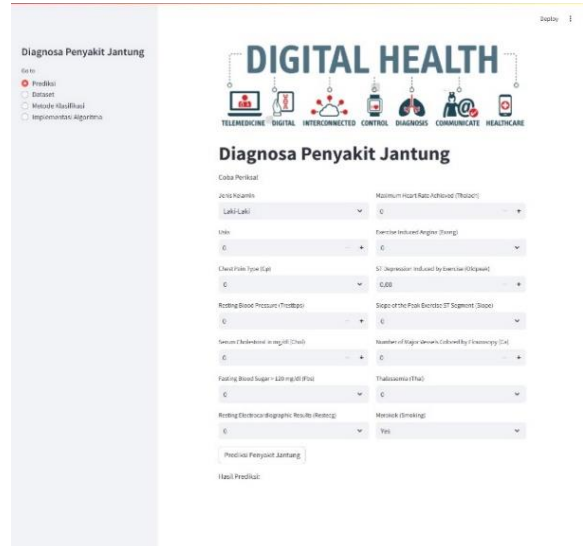 Deploy
Diagnosa Penyakit Jantung
Go to
Prediksi
Dataset
Metode Klasifikasi
Implementasi Algoritma
DIGITAL HEALTH
TELEMEDICINE DIGITAL INTERCONNECTED CONTROL DIAGNOSIS COMMUNICATE HEALTHCARE
Diagnosa Penyakit Jantung
Coba Periksa!
Jenis Kelamin
Laki-Laki
Usia
0
Chest Pain Type (Cp)
0
Resting Blood Pressure (Trestbps)
0
Serum Cholestoral in mg/dl (Chol)
0
Fasting Blood Sugar > 120 mg/dl (Fbs)
0
Resting Electrocardiographic Results (Restecg)
0
Maximum Heart Rate Achieved (Thalach)
0
Exercise Induced Angina (Exang)
0
ST Depression Induced by Exercise (Oldpeak)
0,00
Slope of the Peak Exercise ST Segment (Slope)
0
Number of Major Vessels Colored by Flourosopy (Ca)
0
Thalassemia (Thal)
0
Merokok (Smoking)
Yes
Prediksi Penyakit Jantung
Hasil Prediksi: